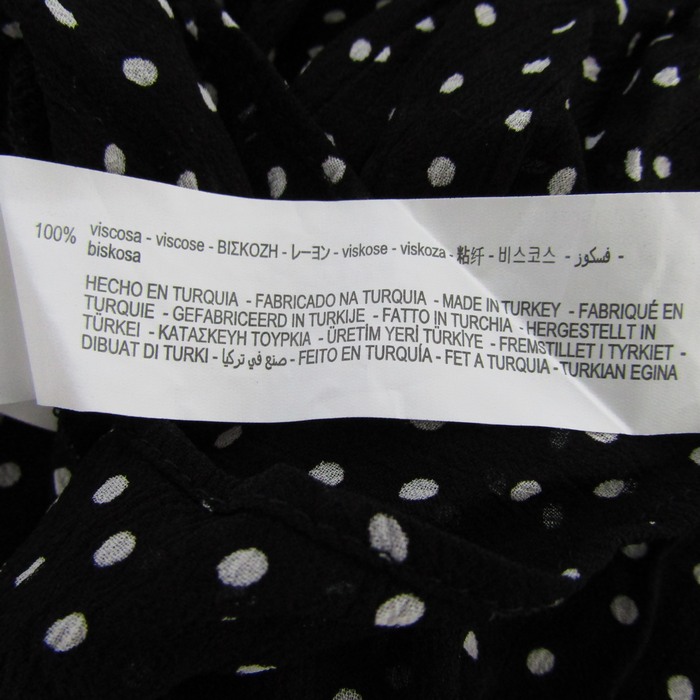 100% viscosa - viscose - ΒΙΣΚΟΖΗ - レーヨン - viskose - viskoza - 粘纤 - 비스코스 - فسكوز -
biskosa
HECHO EN TURQUIA - FABRICADO NA TURQUIA - MADE IN TURKEY - FABRIQUÉ EN
TURQUIE - GEFABRICEERD IN TURKIJE - FATTO IN TURCHIA - HERGESTELLT IN
TÜRKEI - ΚΑΤΑΣΚΕΥΗ ΤΟΥΡΚΙΑ - ÜRETİM YERİ TÜRKİYE - FREMSTILLET I TYRKIET -
DIBUAT DI TURKI - صنع في تركيا - FEITO EN TURQUÍA - FET A TURQUIA - TURKIAN EGINA